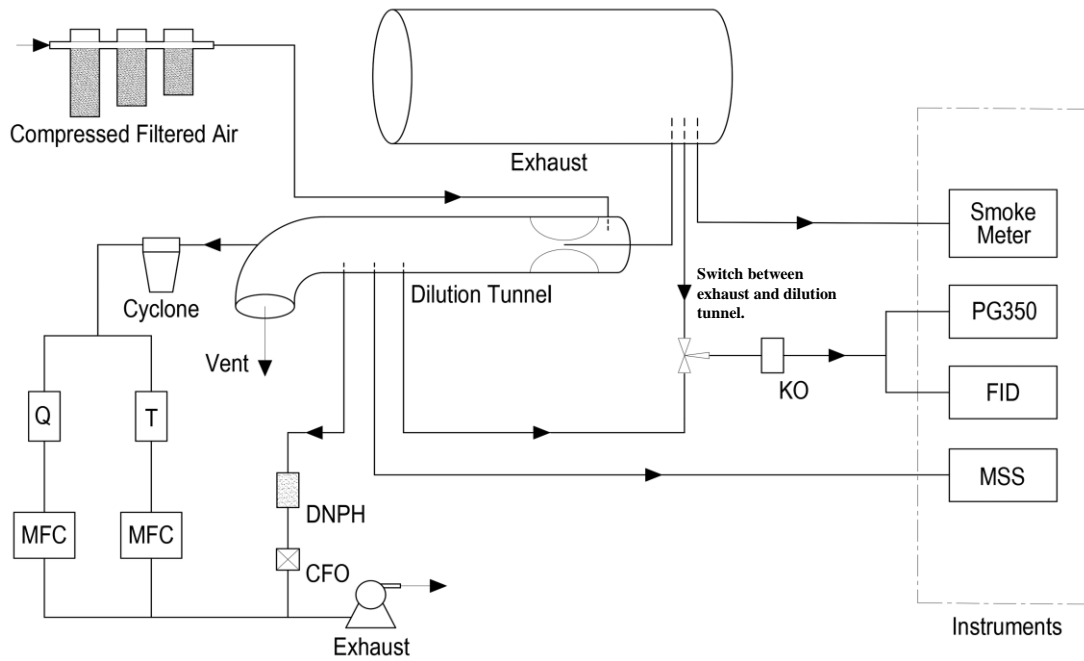 Compressed Filtered Air
Exhaust
Smoke
Meter
Dilution Tunnel
Switch between
exhaust and dilution
tunnel.
Cyclone
PG350
Vent
KO
FID
Q
T
MSS
DNPH
MFC
MFC
CFO
Exhaust
Instruments